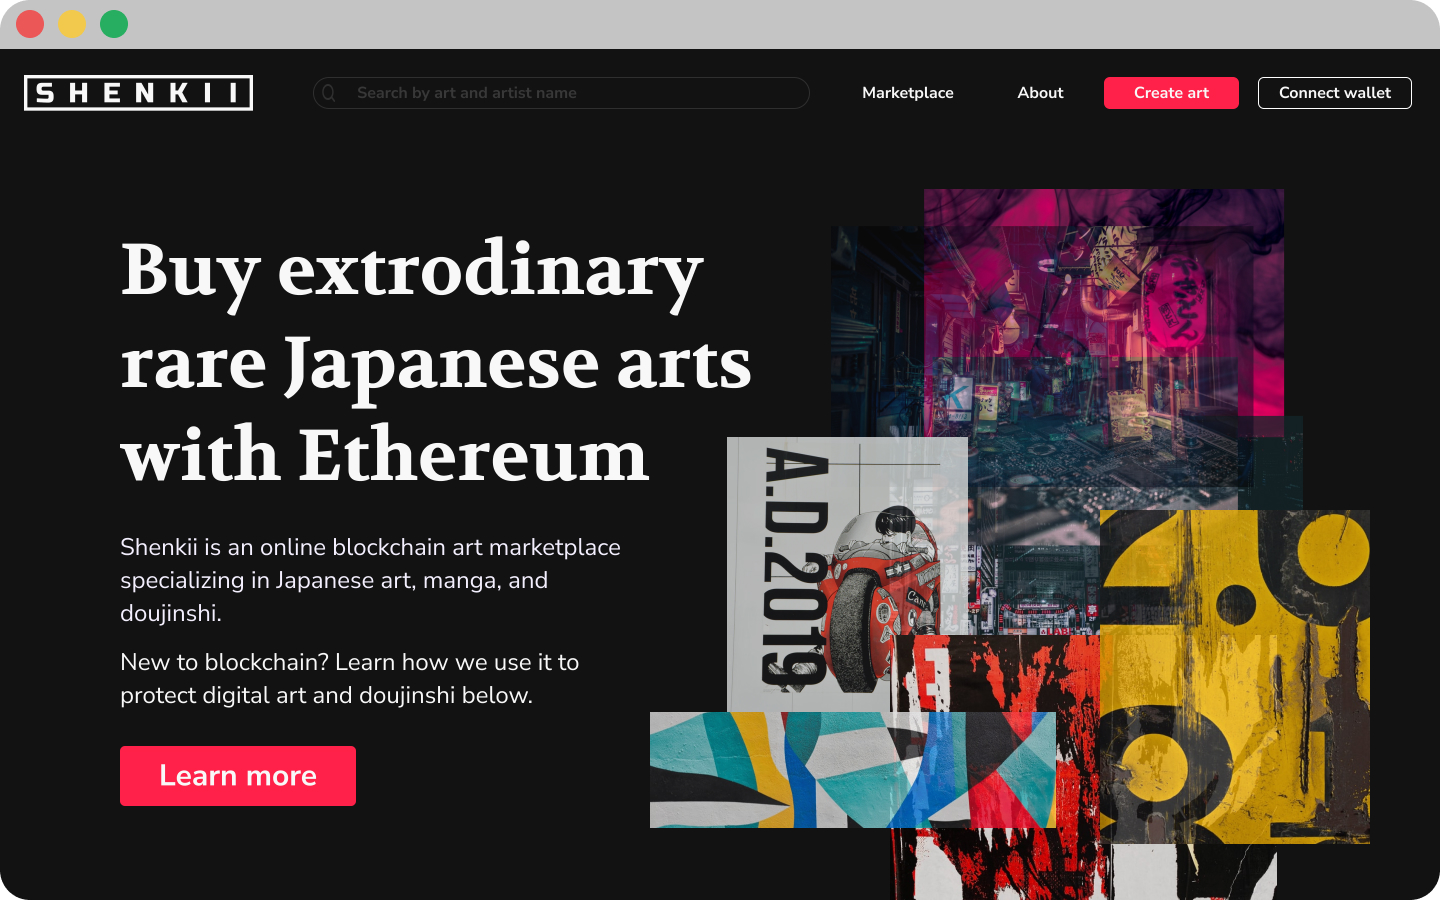 SHENKII
Search by art and artist name
Marketplace
About
Create art
Connect wallet
Buy extrodinary
rare Japanese arts
with Ethereum
Shenkii is an online blockchain art marketplace
specializing in Japanese art, manga, and
doujinshi.
New to blockchain? Learn how we use it to
protect digital art and doujinshi below.
Learn more
A.D.2019